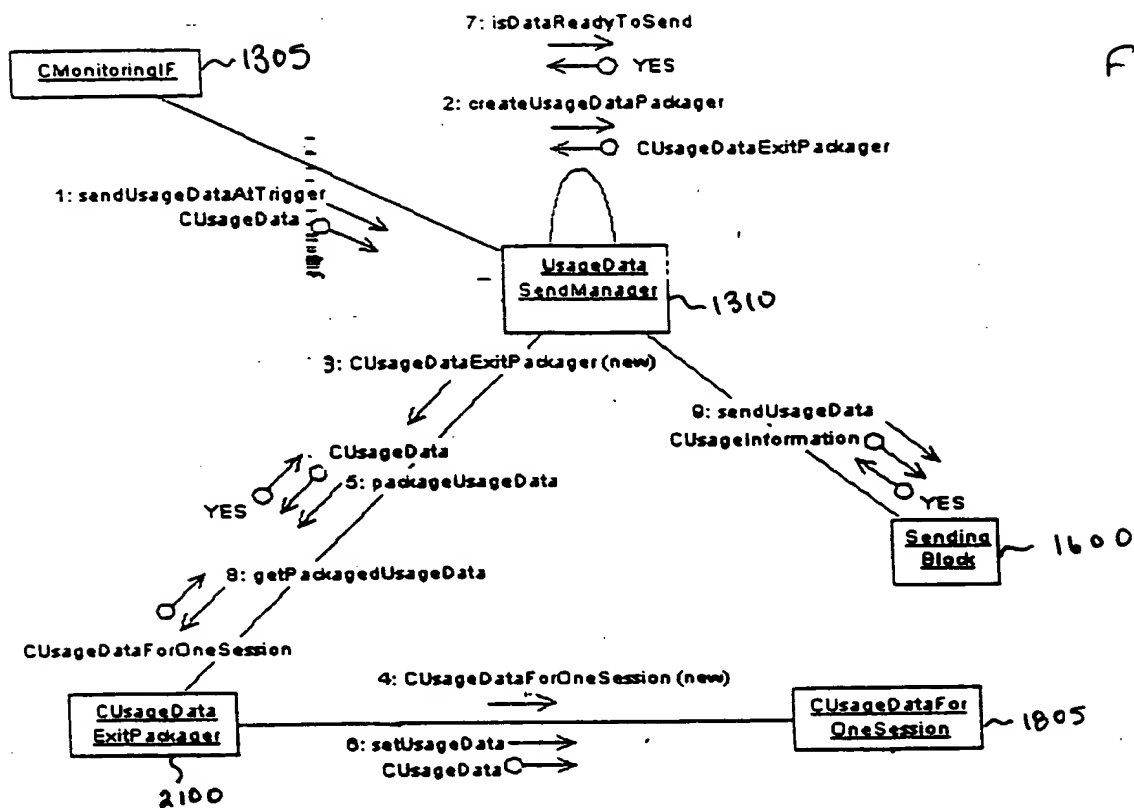 7: isDataReadyToSend
YES
F
CMonitoringIF
1305
2: createUsageDataPackager
CUsageDataExitPackager
1: sendUsageDataAtTrigger
CUsageData
UsageData
SendManager
1310
3: CUsageDataExitPackager (new)
9: sendUsageData
CUsageInformation
YES
CUsageData
5: packageUsageData
YES
Sending
Block
1600
8: getPackagedUsageData
CUsageDataForOneSession
4: CUsageDataForOneSession (new)
CUsageData
ExitPackager
2100
CUsageDataFor
OneSession
1805
6: setUsageData
CUsageData